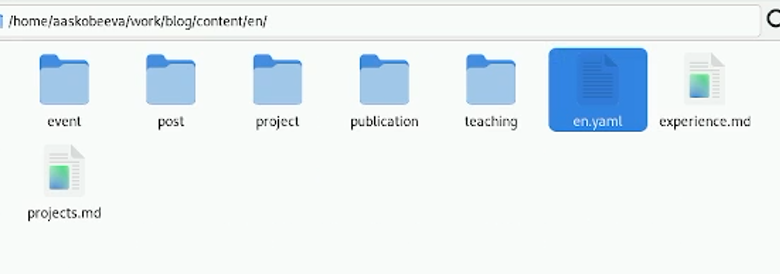 /home/aaskobeeva/work/blog/content/en/
event post project publication teaching en.yaml experience.md
projects.md